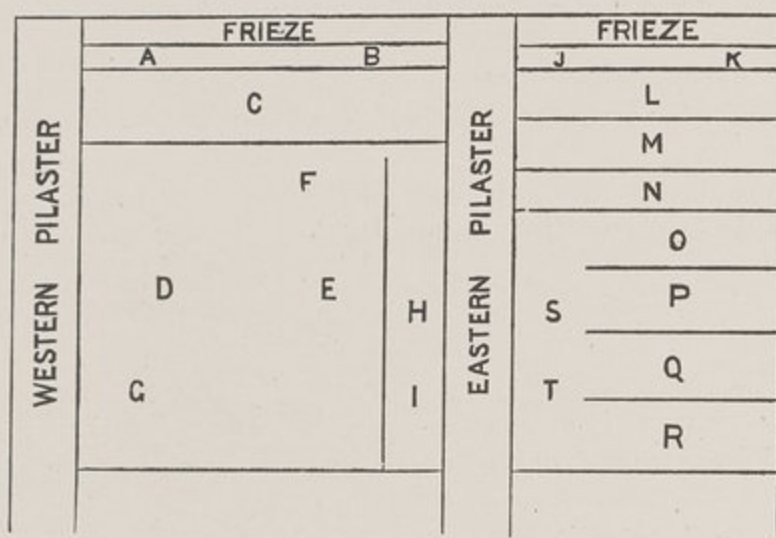 FRIEZE
A B
C
WESTERN PILASTER
F
D E
H
G
I
EASTERN PILASTER
FRIEZE
J K
L
M
N
O
P
S
Q
T
R